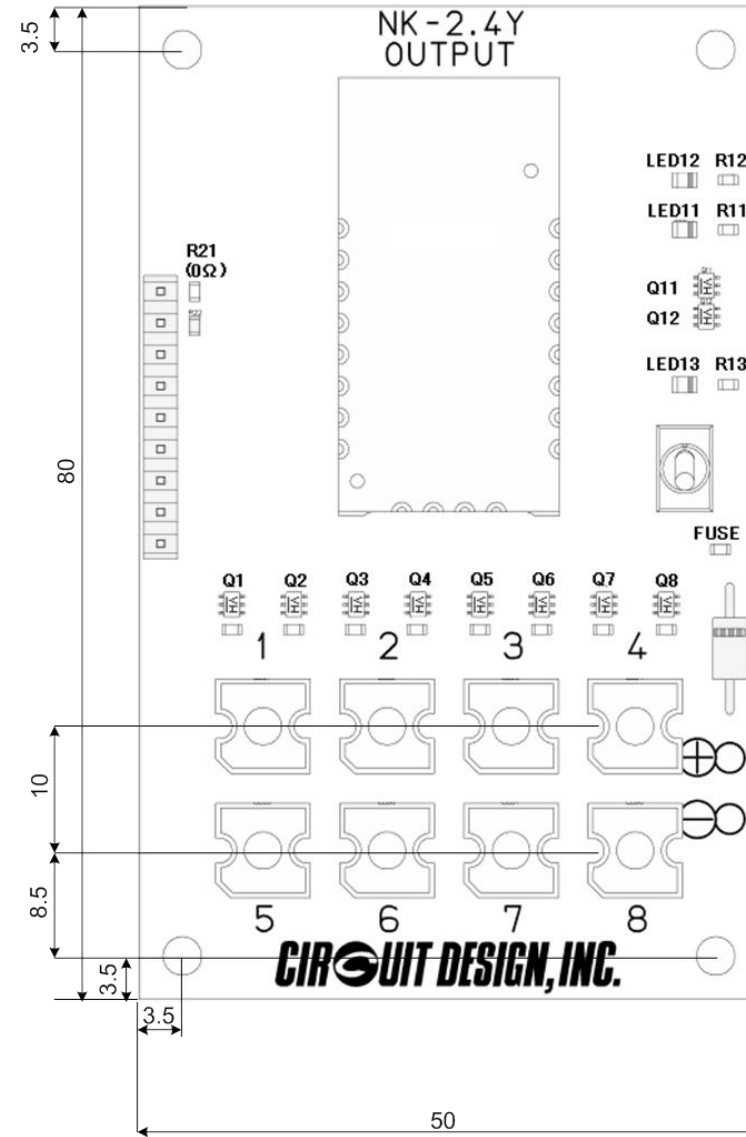 3.5
NK-2.4Y
OUTPUT
LED12 R12
LED11 R11
R21
(0Ω)
Q11
Q12
LED13 R13
80
FUSE
Q1 Q2 Q3 Q4 Q5 Q6 Q7 Q8
1 2 3 4
10
8.5
5 6 7 8
CIRCUIT DESIGN, INC.
3.5
3.5
50